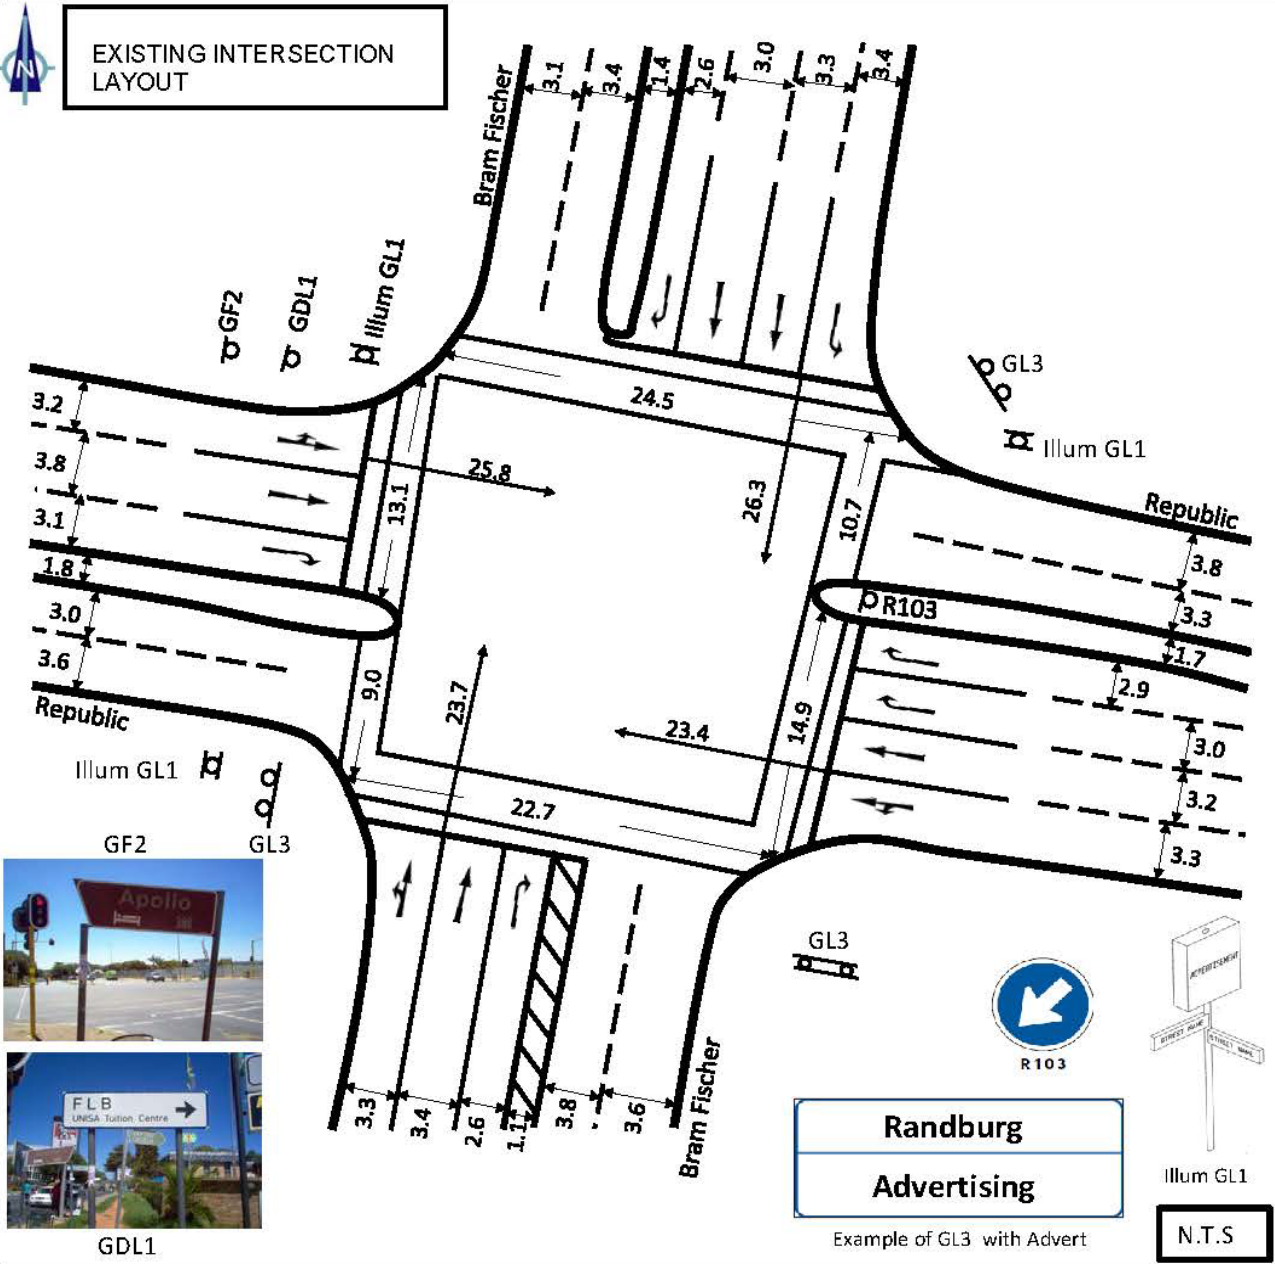 N
EXISTING INTERSECTION
LAYOUT
Bram Fischer
3.1
3.4
1.4
2.6
3.0
3.3
3.4
GF2
GDL1
Illum GL1
GL3
Illum GL1
3.2
3.8
3.1
1.8
3.0
3.6
Republic
24.5
25.8
13.1
26.3
10.7
Republic
3.8
3.3
1.7
R103
2.9
3.0
3.2
3.3
9.0
23.7
23.4
14.9
22.7
Illum GL1
GL3
GF2
Apollo
FLB
UNISA Tuition Centre
GDL1
3.3
3.4
2.6
1.1
3.8
3.6
Bram Fischer
GL3
R103
ADVERTISEMENT
STREET NAME
STREET NAME
Illum GL1
Randburg
Advertising
Example of GL3 with Advert
N.T.S